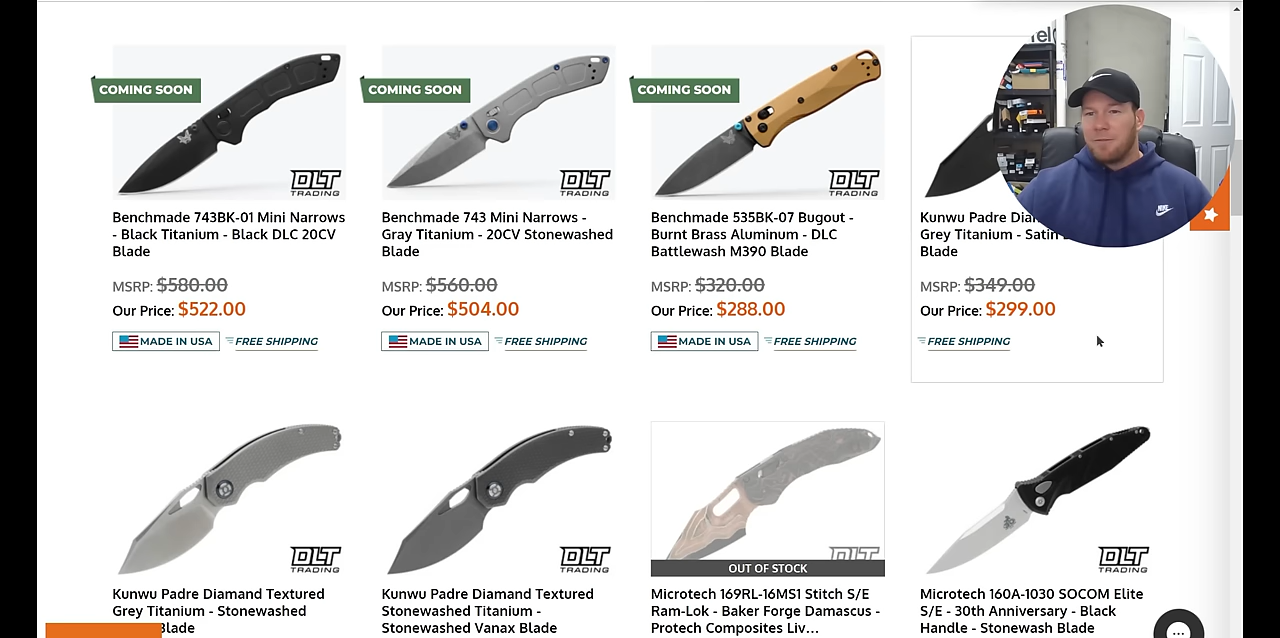 COMING SOON
DLT
TRADING
Benchmade 743BK-01 Mini Narrows
- Black Titanium - Black DLC 20CV
Blade
MSRP: $580.00
Our Price: $522.00
MADE IN USA FREE SHIPPING
COMING SOON
DLT
TRADING
Benchmade 743 Mini Narrows -
Gray Titanium - 20CV Stonewashed
Blade
MSRP: $560.00
Our Price: $504.00
MADE IN USA FREE SHIPPING
COMING SOON
DLT
TRADING
Benchmade 535BK-07 Bugout -
Burnt Brass Aluminum - DLC
Battlewash M390 Blade
MSRP: $320.00
Our Price: $288.00
MADE IN USA FREE SHIPPING
Kunwu Padre
Grey Titanium - Satin
Blade
MSRP: $349.00
Our Price: $299.00
FREE SHIPPING
DLT
TRADING
Kunwu Padre Diamand Textured
Grey Titanium - Stonewashed
Blade
DLT
TRADING
Kunwu Padre Diamand Textured
Stonewashed Titanium -
Stonewashed Vanax Blade
DLT
OUT OF STOCK
Microtech 169RL-16MS1 Stitch S/E
Ram-Lok - Baker Forge Damascus -
Protech Composites Liv...
DLT
TRADING
Microtech 160A-1030 SOCOM Elite
S/E - 30th Anniversary - Black
Handle - Stonewash Blade